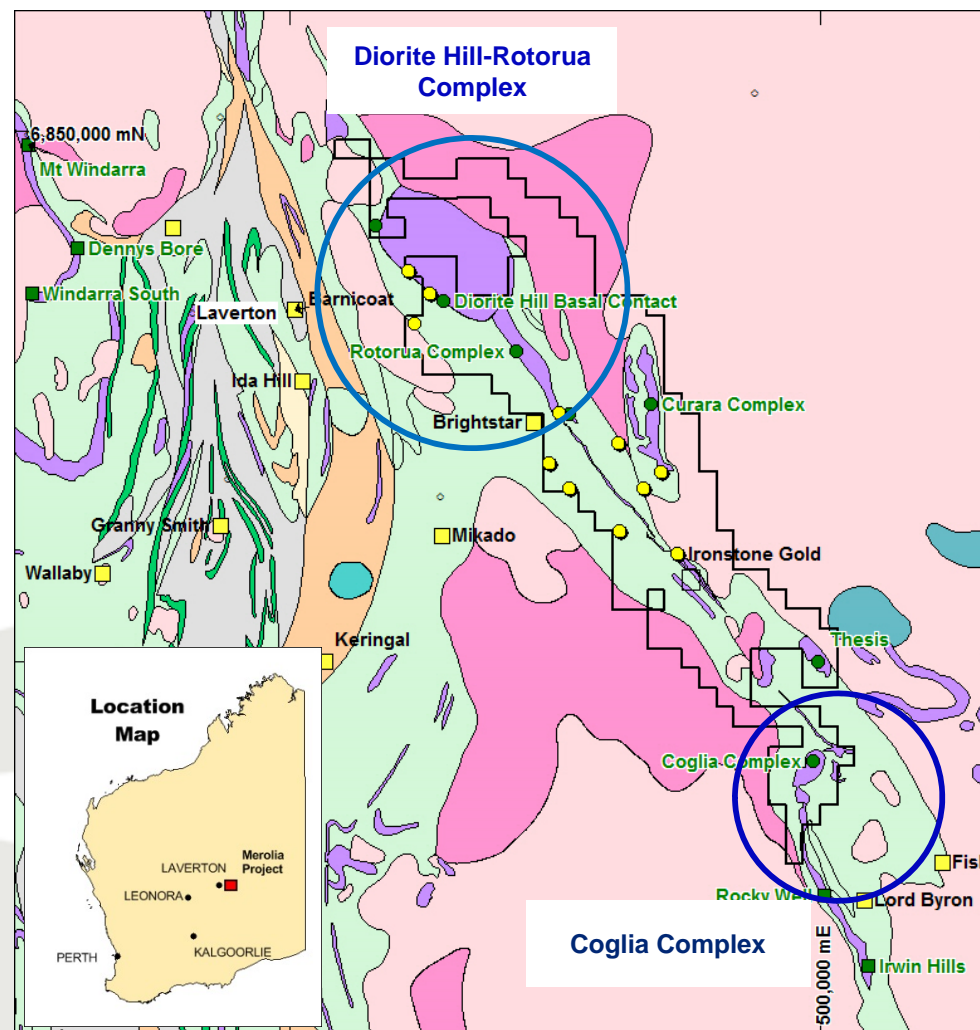 Diorite Hill-Rotorua
Complex
6,850,000 mN
Mt Windarra
Dennys Bore
Windarra South
Barnicoat
Laverton
Diorite Hill Basal Contact
Rotorua Complex
Ida Hill
Curara Complex
Brightstar
Granny Smith
Mikado
Ironstone Gold
Wallaby
Keringal
Thesis
Location
Map
Coglia Complex
Merolia
Project
LAVERTON
LEONORA
Fis
Rocky Well
Lord Byron
KALGOORLIE
PERTH
Coglia Complex
Irwin Hills
500,000 mE